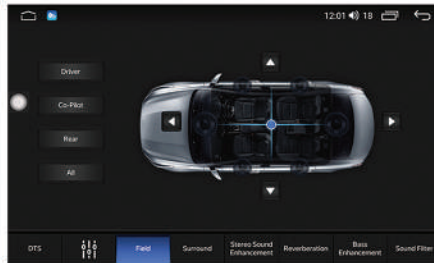 12:01 18
Driver
Co-Pilot
Rear
All
DTS
Field
Surround
Stereo Sound
Enhancement
Reverberation
Bass
Enhancement
Sound Filter